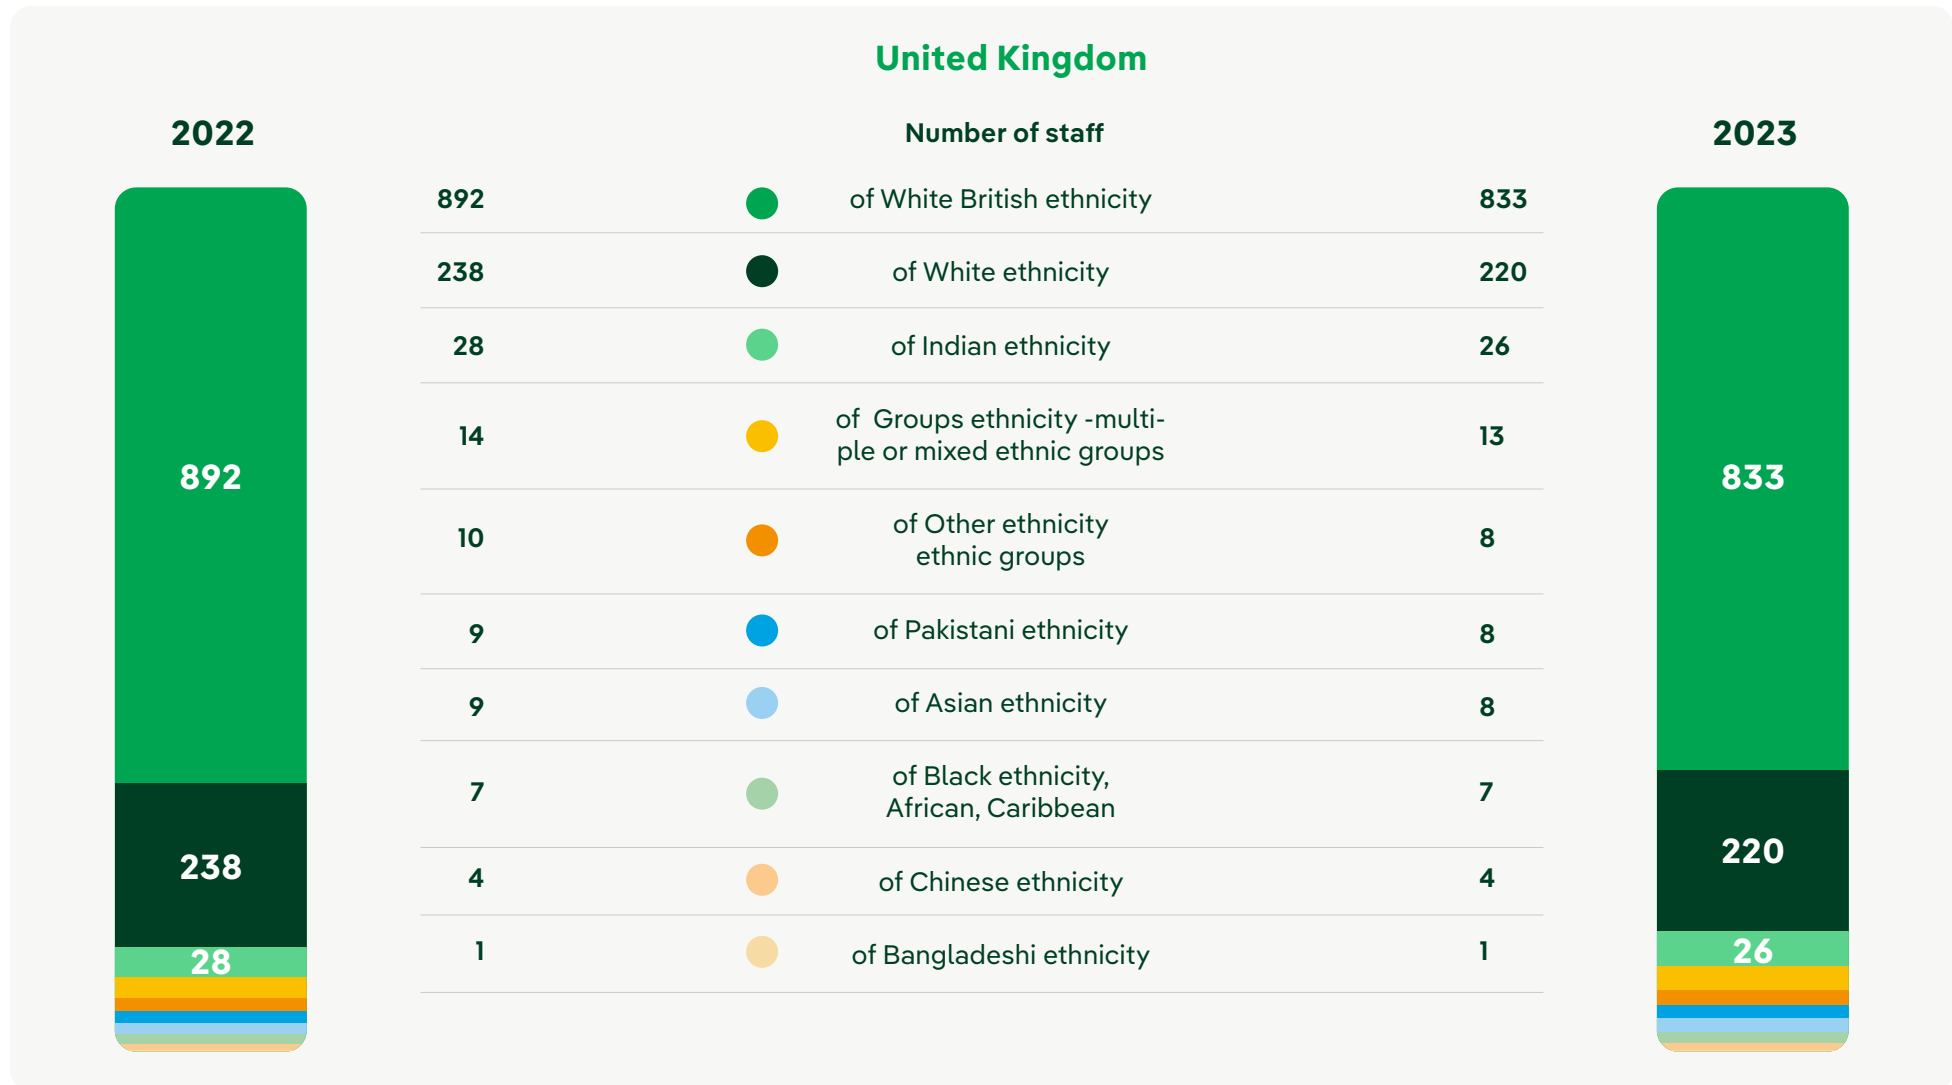 United Kingdom
2022
Number of staff
2023
892
of White British ethnicity
833
238
of White ethnicity
220
28
of Indian ethnicity
26
14
of Groups ethnicity -multi-
ple or mixed ethnic groups
13
10
of Other ethnicity
ethnic groups
8
9
of Pakistani ethnicity
8
9
of Asian ethnicity
8
7
of Black ethnicity,
African, Caribbean
7
4
of Chinese ethnicity
4
1
of Bangladeshi ethnicity
1
892
238
28
833
220
26